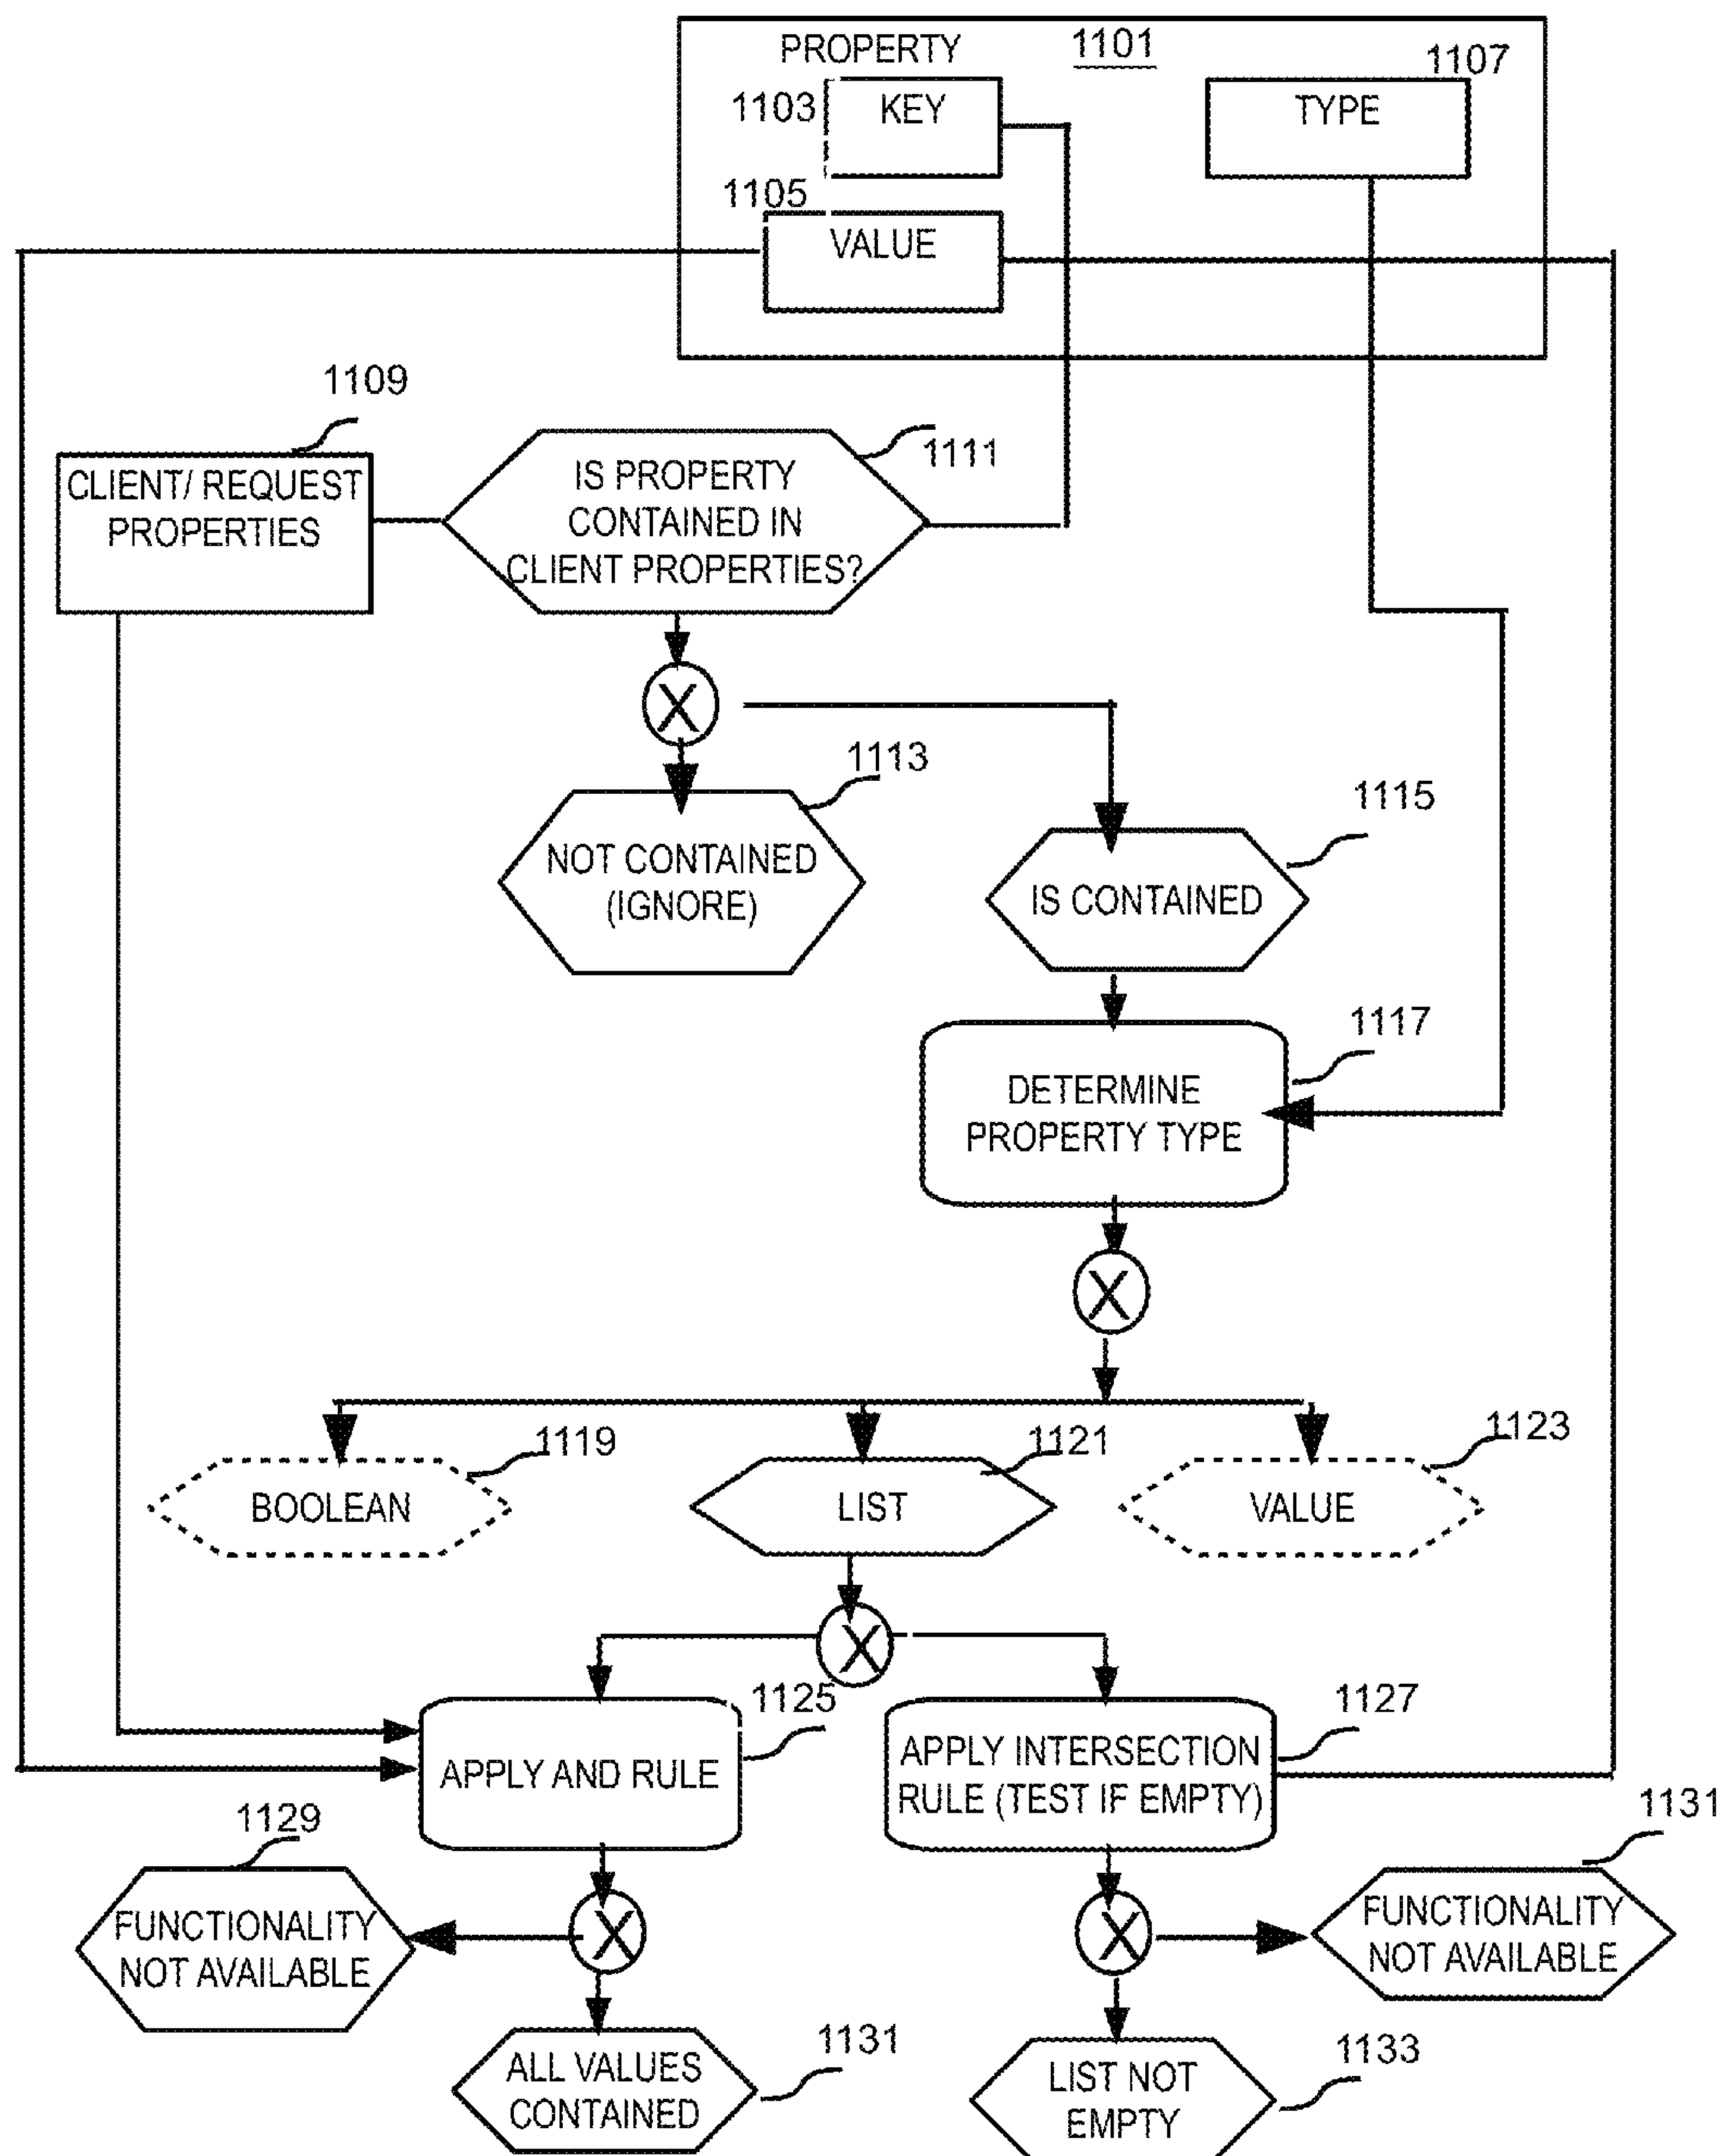 PROPERTY
1101
1107
1103
KEY
TYPE
1105
VALUE
1109
1111
CLIENT/ REQUEST
PROPERTIES
IS PROPERTY
CONTAINED IN
CLIENT PROPERTIES?
X
1113
1115
NOT CONTAINED
(IGNORE)
IS CONTAINED
1117
DETERMINE
PROPERTY TYPE
X
1119
1121
1123
BOOLEAN
LIST
VALUE
X
1125
1127
APPLY AND RULE
APPLY INTERSECTION
RULE (TEST IF EMPTY)
1129
1131
FUNCTIONALITY
NOT AVAILABLE
X
X
FUNCTIONALITY
NOT AVAILABLE
1131
1133
ALL VALUES
CONTAINED
LIST NOT
EMPTY